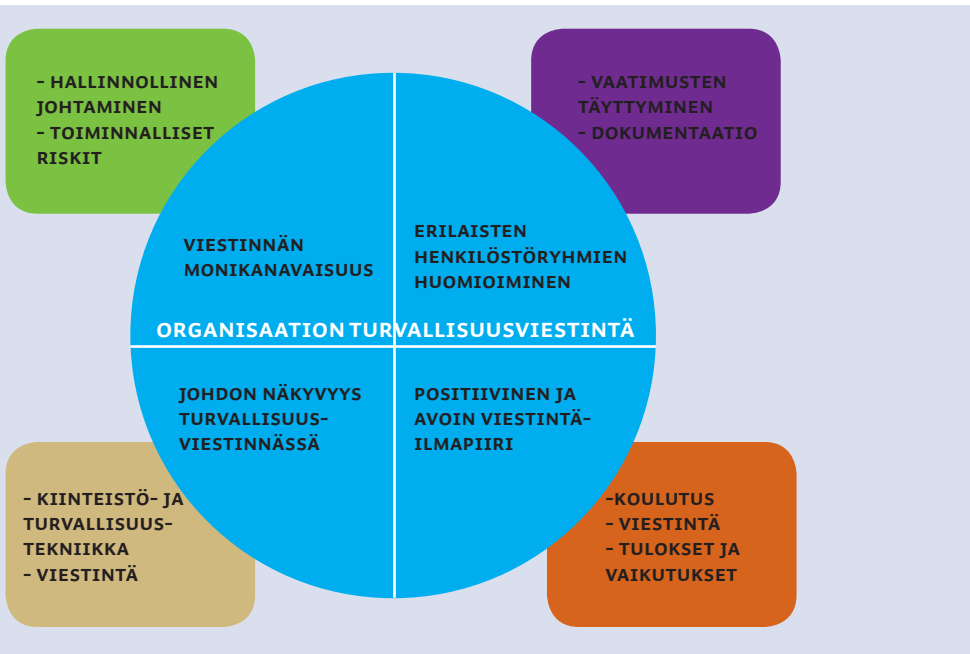 - HALLINNOLLINEN
JOHTAMINEN
- TOIMINNALLISET
RISKIT
- VAATIMUSTEN
TÄYTTYMINEN
- DOKUMENTAATIO
VIESTINNÄN
MONIKANAVAISUUS
ERILAISTEN
HENKILÖSTÖRYHMIEN
HUOMIOIMINEN
ORGANISAATION TURVALLISUUSVIESTINTÄ
JOHDON NÄKYVYYS
TURVALLISUUS-
VIESTINNÄSSÄ
POSITIIVINEN JA
AVOIN VIESTINTÄ-
ILMAPIIRI
- KIINTEISTÖ- JA
TURVALLISUUS-
TEKNIIKKA
- VIESTINTÄ
-KOULUTUS
- VIESTINTÄ
- TULOKSET JA
VAIKUTUKSET